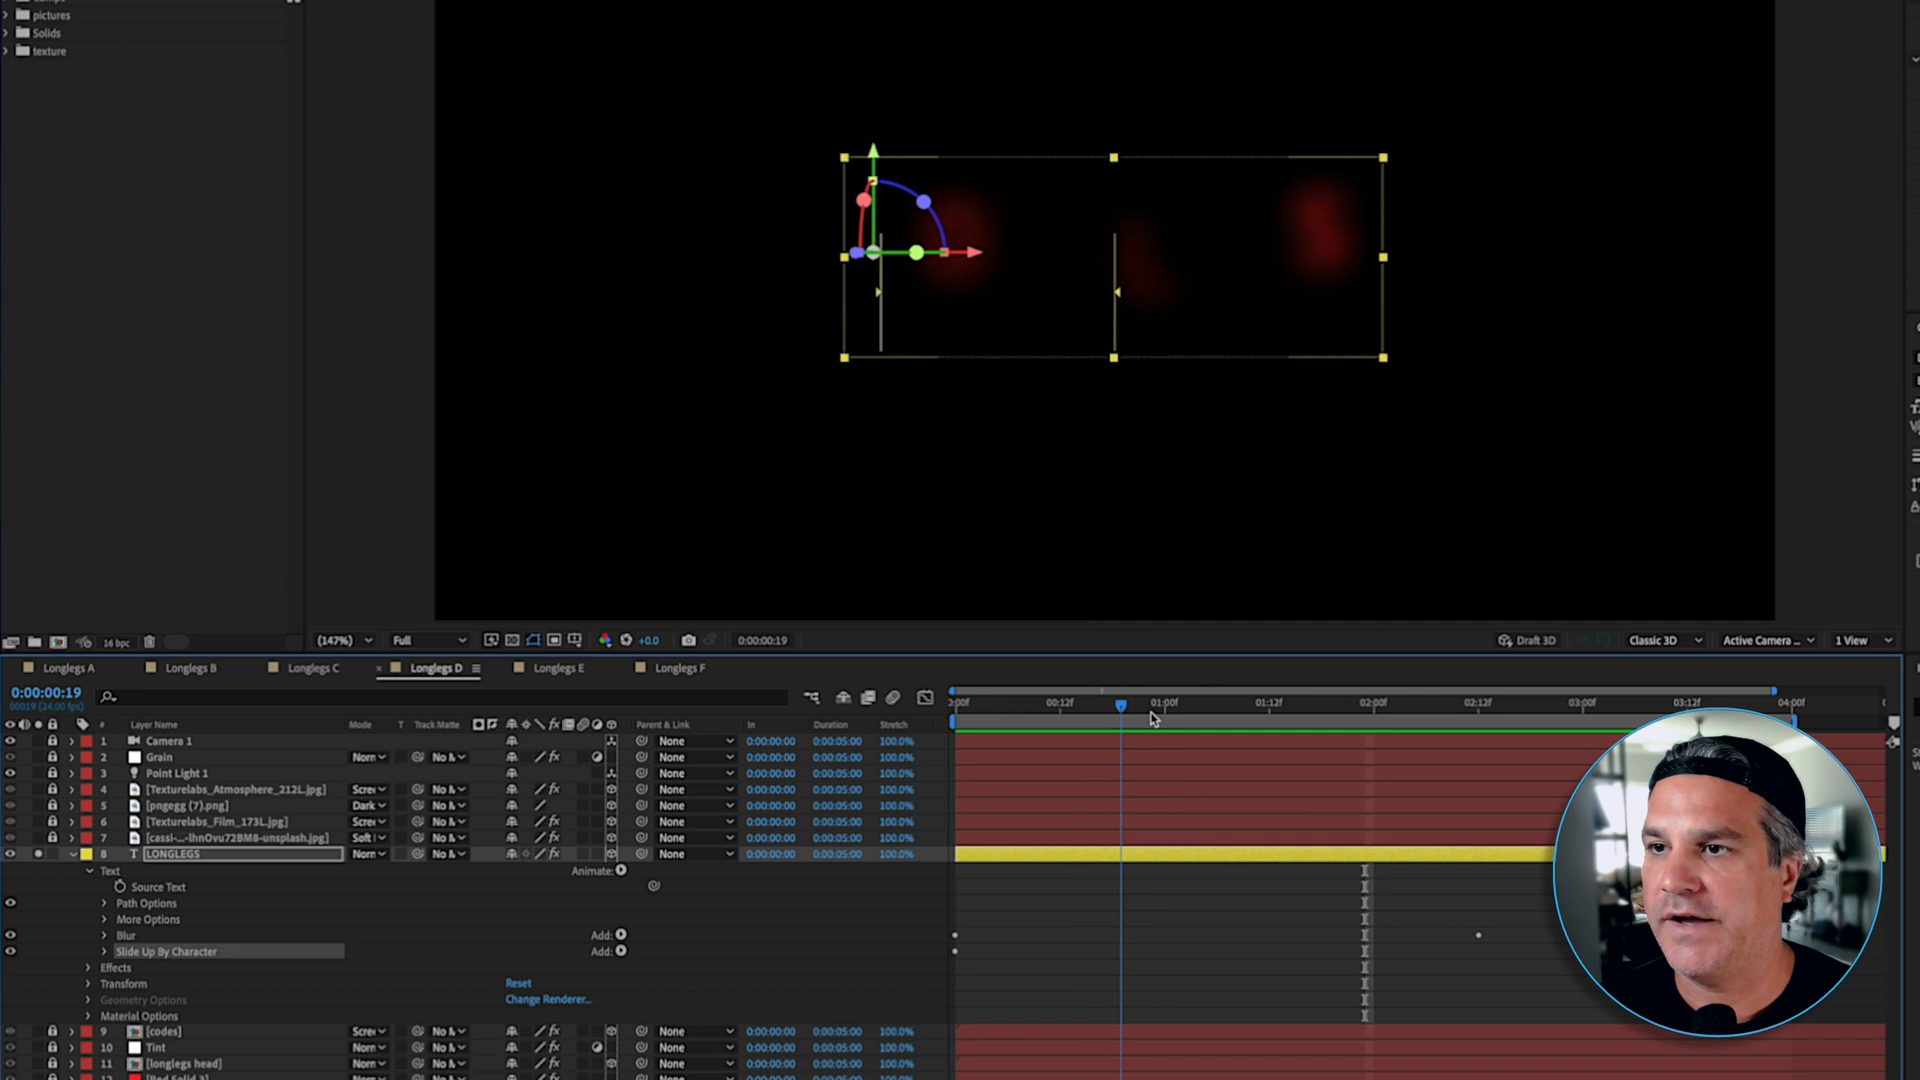 pictures
Solids
texture
16 bpc
(147%)
Full
+0.0
0:00:00:19
Draft 3D
Classic 3D
Active Camera ...
1 View
Longlegs A
Longlegs B
Longlegs C
Longlegs D
Longlegs E
Longlegs F
0:00:00:19
00019 (24.00 fps)
0:00f 00:12f 01:00f 01:12f 02:00f 02:12f 03:00f 03:12f 04:00f
# Layer Name Mode T Track Matte Parent & Link In Duration Stretch
1 Camera 1 None 0:00:00:00 0:00:05:00 100.0%
2 Grain Norn No M None 0:00:00:00 0:00:05:00 100.0%
3 Point Light 1 None 0:00:00:00 0:00:05:00 100.0%
4 [Texturelabs_Atmosphere_212L.jpg] Scree No M None 0:00:00:00 0:00:05:00 100.0%
5 [pngegg (7).png] Dark No M None 0:00:00:00 0:00:05:00 100.0%
6 [Texturelabs_Film_173L.jpg] Scree No M None 0:00:00:00 0:00:05:00 100.0%
7 [cassi-...-lhnOvu72BM8-unsplash.jpg] Soft No M None 0:00:00:00 0:00:05:00 100.0%
8 T LONGLEGS Norn No M None 0:00:00:00 0:00:05:00 100.0%
Text Animate:
Source Text
Path Options
More Options
Blur Add:
Slide Up By Character Add:
Effects
Transform Reset
Geometry Options Change Renderer...
Material Options
9 [codes] Scree No M None 0:00:00:00 0:00:05:00 100.0%
10 Tint Norn No M None 0:00:00:00 0:00:05:00 100.0%
11 [longlegs head] Norn No M None 0:00:00:00 0:00:05:00 100.0%